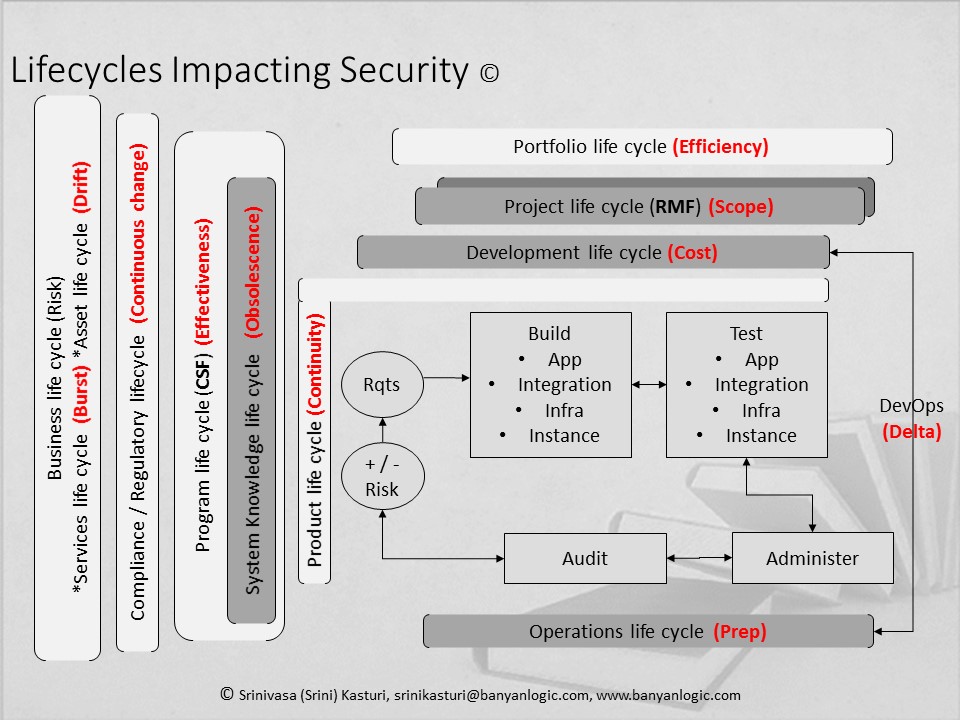 Lifecycles Impacting Security ©
Business life cycle (Risk)
*Services life cycle (Burst) *Asset life cycle (Drift)
Compliance / Regulatory lifecycle (Continuous change)
Program life cycle (CSF) (Effectiveness)
System Knowledge life cycle (Obsolescence)
Product life cycle (Continuity)
Portfolio life cycle (Efficiency)
Project life cycle (RMF) (Scope)
Development life cycle (Cost)
Rqts
+ / -
Risk
Build
• App
• Integration
• Infra
• Instance
Test
• App
• Integration
• Infra
• Instance
DevOps
(Delta)
Audit
Administer
Operations life cycle (Prep)
© Srinivasa (Srini) Kasturi, srinikasturi@banyanlogic.com, www.banyanlogic.com